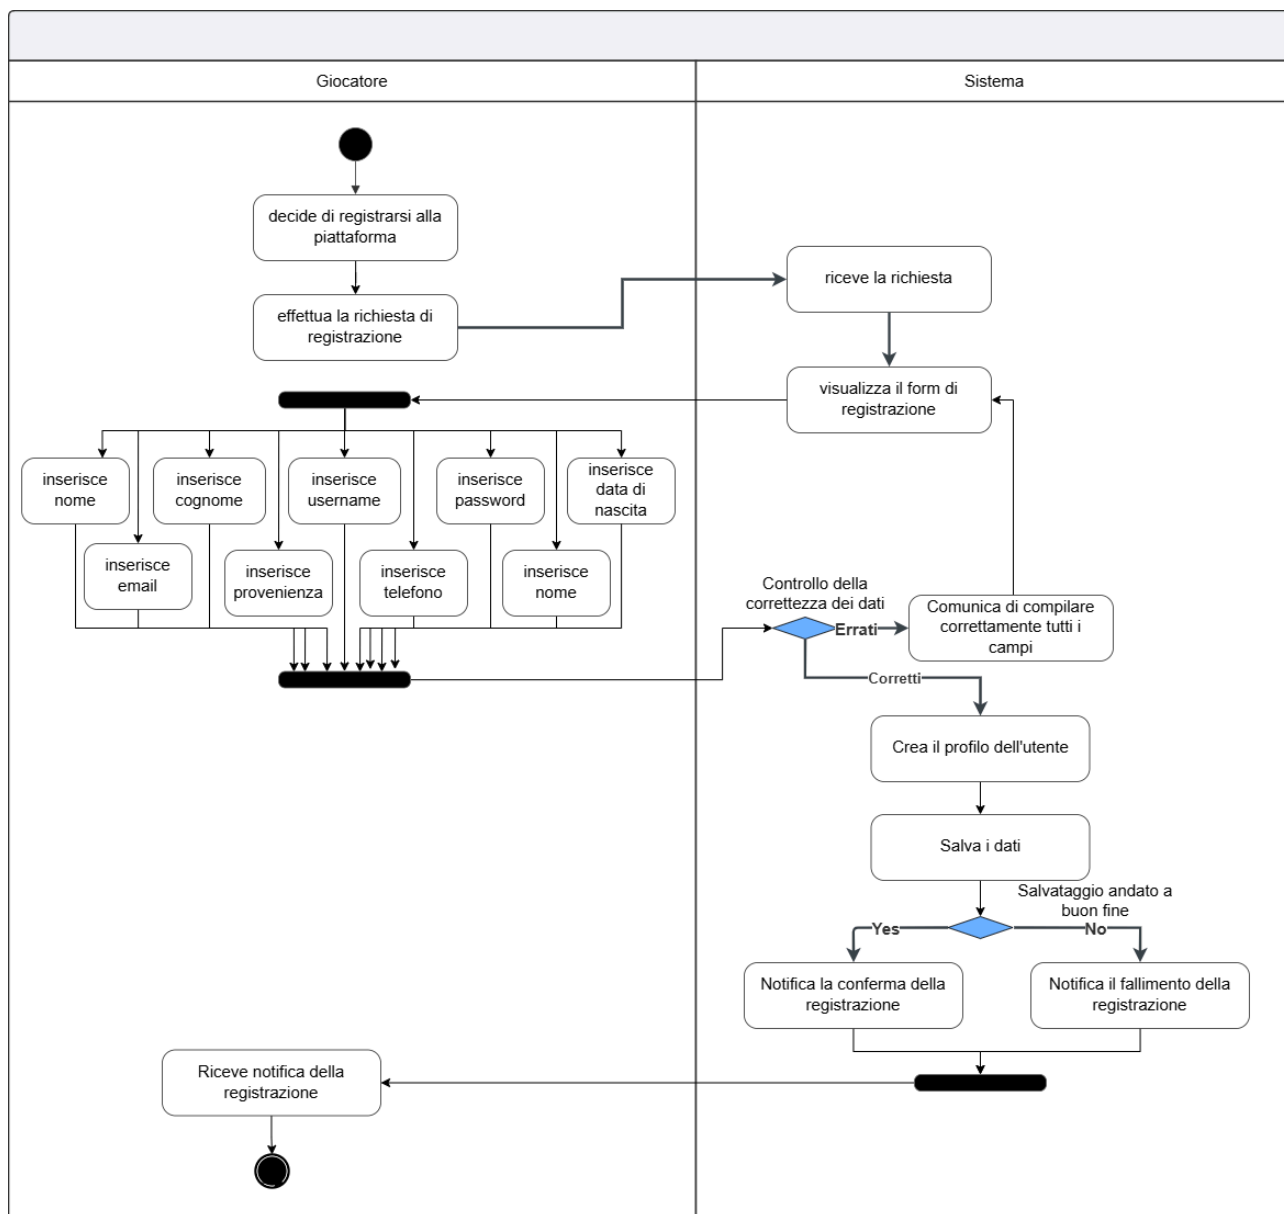 Giocatore
Sistema
decide di registrarsi alla
piattaforma
effettua la richiesta di
registrazione
riceve la richiesta
visualizza il form di
registrazione
inserisce
nome
inserisce
cognome
inserisce
username
inserisce
password
inserisce
data di
nascita
inserisce
email
inserisce
provenienza
inserisce
telefono
inserisce
nome
Controllo della
correttezza dei dati
Errati
Comunica di compilare
correttamente tutti i
campi
Corretti
Crea il profilo dell'utente
Salva i dati
Salvataggio andato a
buon fine
Yes
No
Notifica la conferma della
registrazione
Notifica il fallimento della
registrazione
Riceve notifica della
registrazione